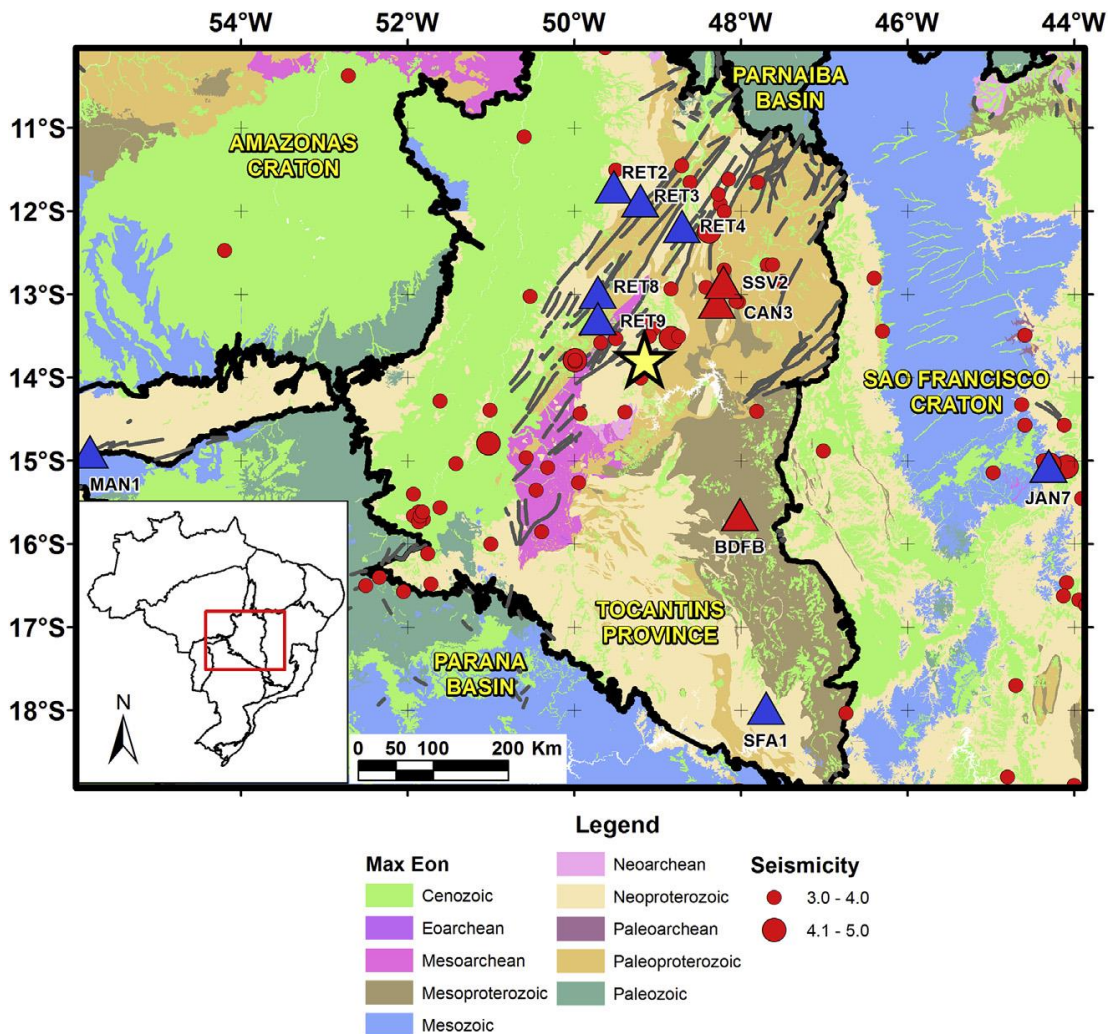 54°W 52°W 50°W 48°W 46°W 44°W
PARNAIBA
BASIN
11°S
AMAZONAS
CRATON
RET2
RET3
12°S
RET4
SSV2
13°S
RET8
CAN3
RET9
14°S
SAO FRANCISCO
CRATON
15°S
MAN1
JAN7
16°S
BDFB
TOCANTINS
PROVINCE
17°S
PARANA
BASIN
18°S
SFA1
N
0 50 100 200 Km
Legend
Max Eon
Cenozoic
Eoarchean
Mesoarchean
Mesoproterozoic
Mesozoic
Neoarchean
Neoproterozoic
Paleoarchean
Paleoproterozoic
Paleozoic
Seismicity
3.0 - 4.0
4.1 - 5.0